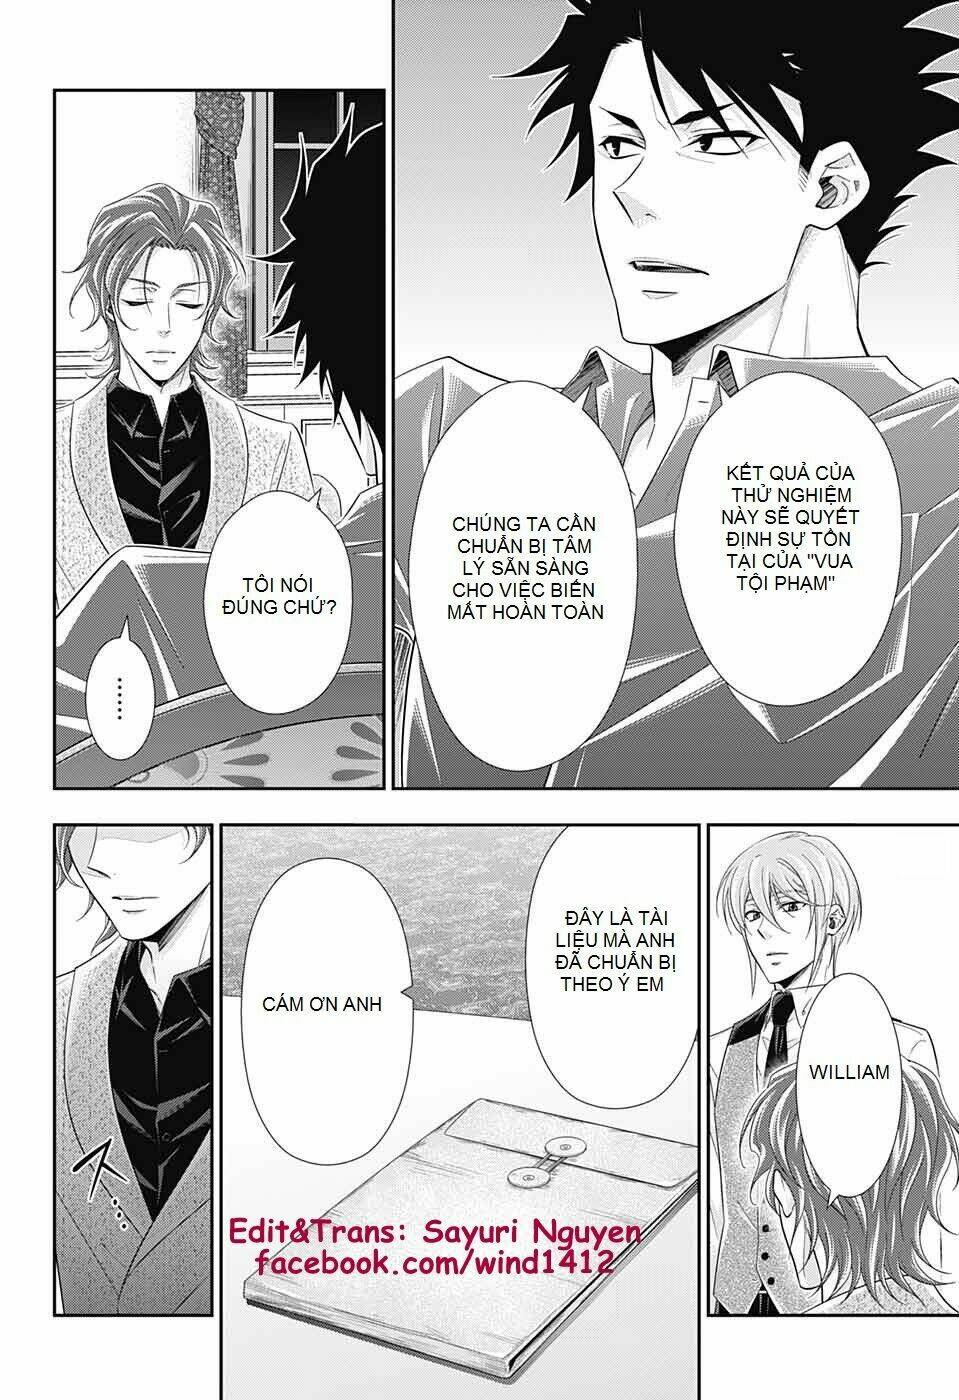 KẾT QUẢ CỦA
THỬ NGHIỆM
NÀY SẼ QUYẾT
ĐỊNH SỰ TỒN
TẠI CỦA "VUA
TỘI PHẠM"
CHÚNG TA CẦN
CHUẨN BỊ TÂM
LÝ SẴN SÀNG
CHO VIỆC BIẾN
MẤT HOÀN TOÀN
TÔI NÓI
ĐÚNG CHỨ?
........
WILLIAM
ĐÂY LÀ TÀI
LIỆU MÀ ANH
ĐÃ CHUẨN BỊ
THEO Ý EM
CÁM ƠN ANH
Edit&Trans: Sayuri Nguyen
facebook.com/wind1412